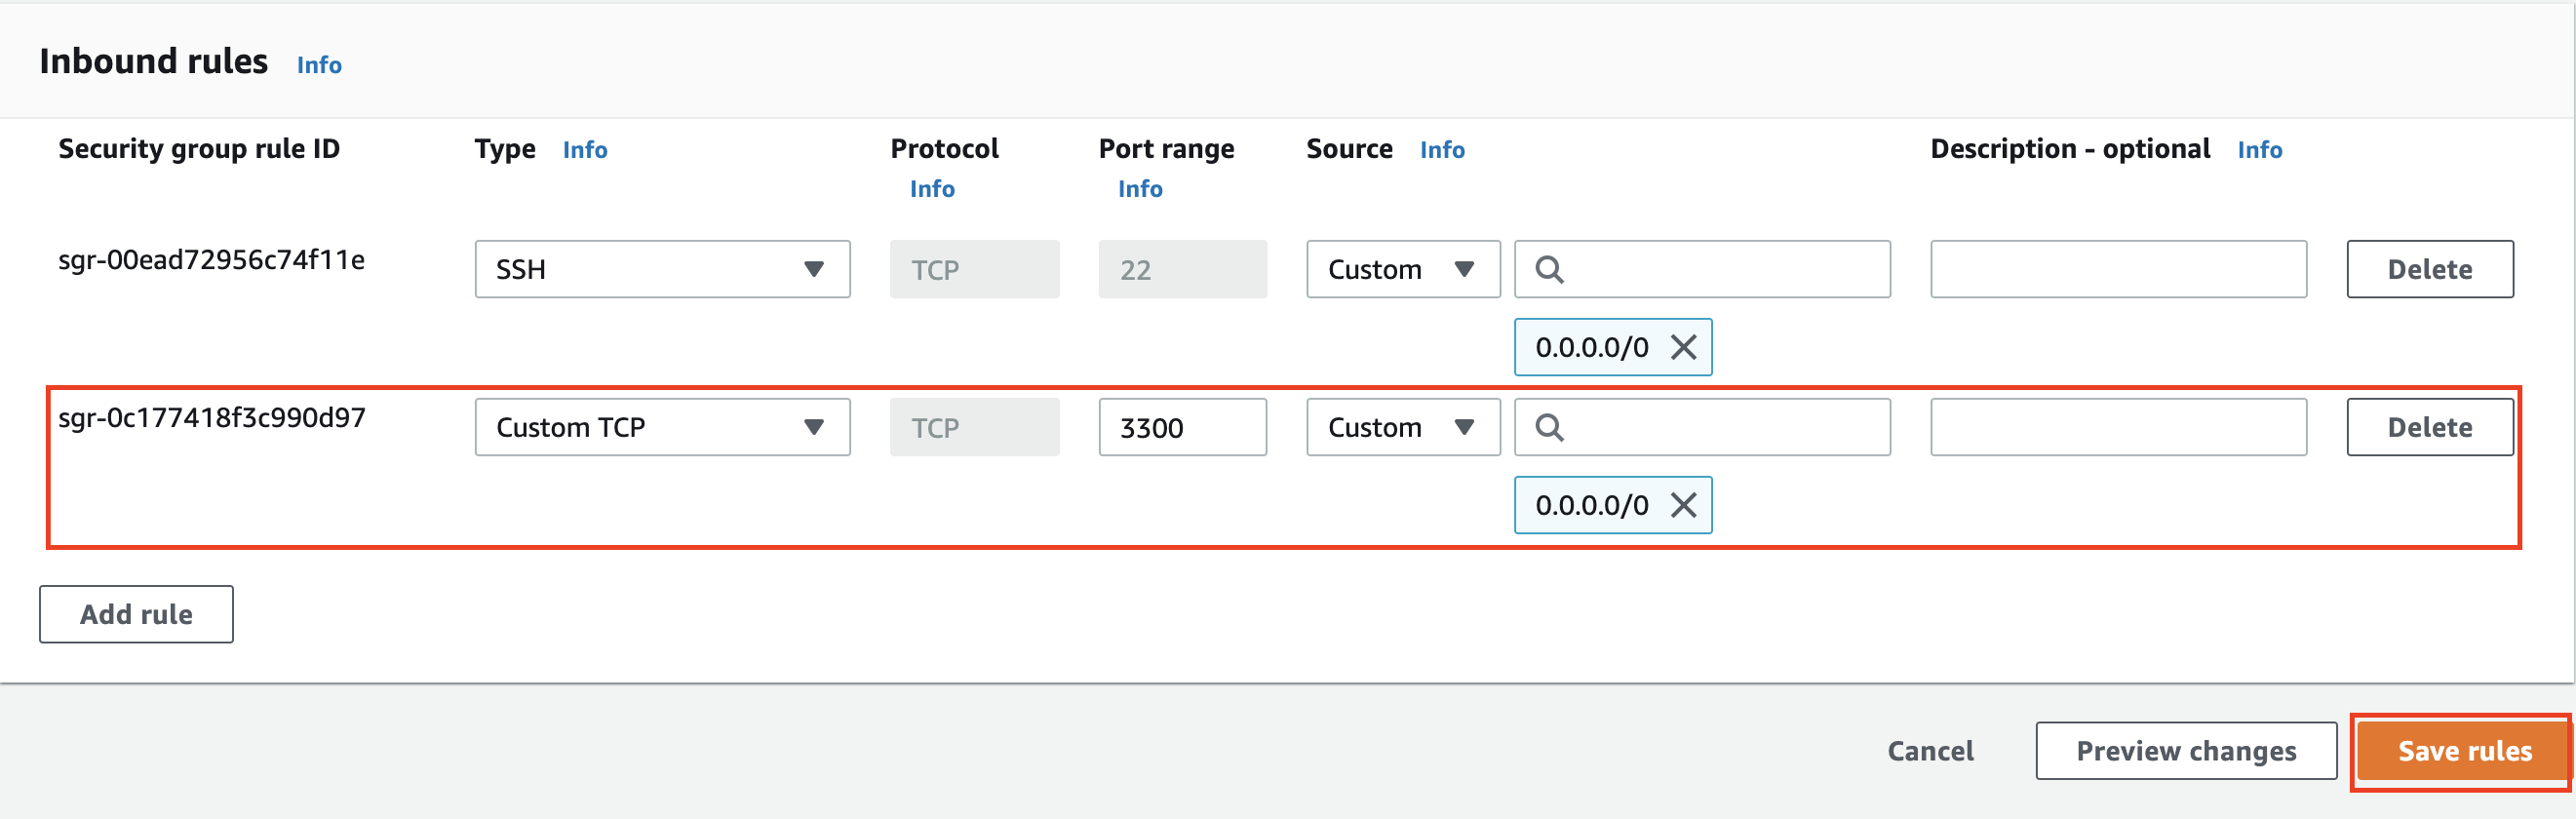 Inbound rules Info
Security group rule ID Type Info Protocol Info Port range Info Source Info Description - optional Info
sgr-00ead72956c74f11e SSH TCP 22 Custom Delete
0.0.0.0/0
sgr-0c177418f3c990d97 Custom TCP TCP 3300 Custom Delete
0.0.0.0/0
Add rule
Cancel Preview changes Save rules